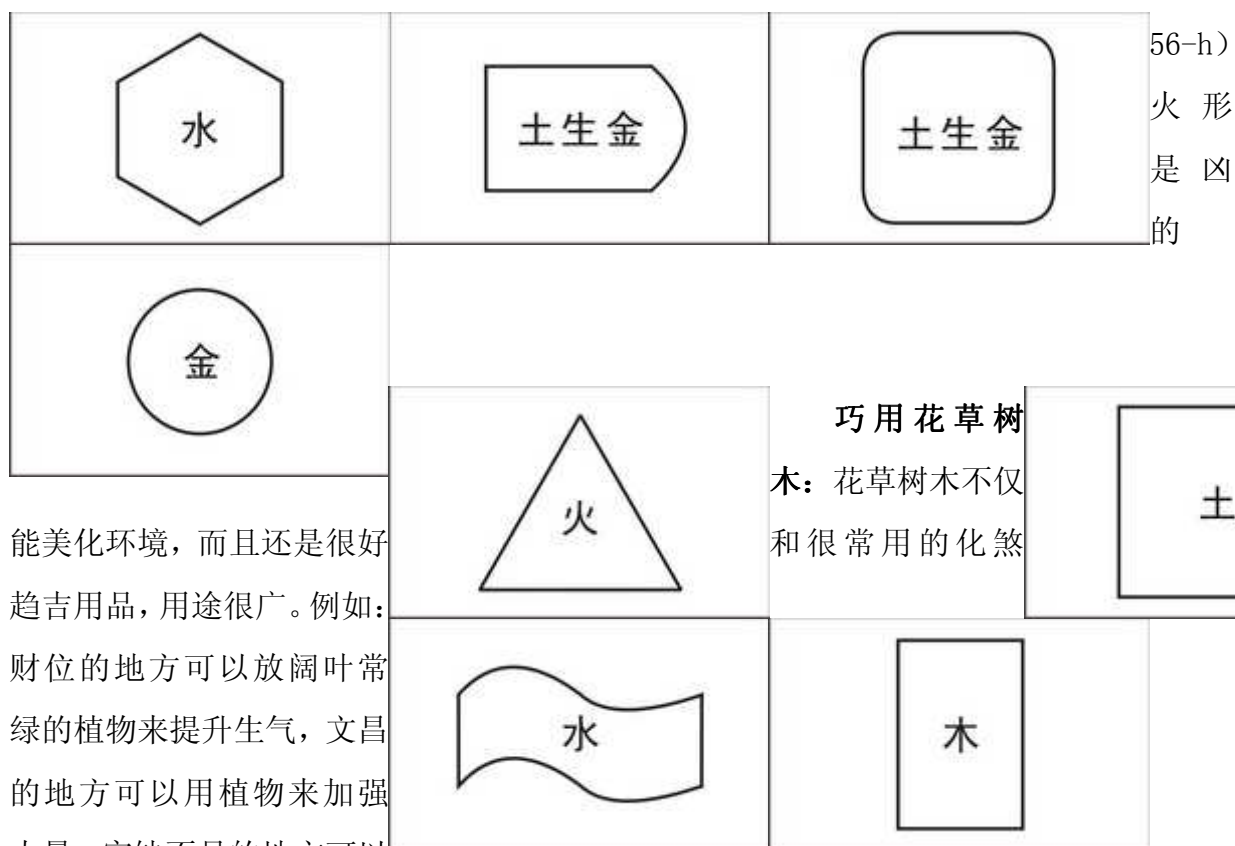 水
土生金
土生金
56-h）
火形
是凶
的
金
火
巧用花草树
土
木：花草树木不仅
能美化环境，而且还是很好
和很常用的化煞
趋吉用品，用途很广。例如：
财位的地方可以放阔叶常
绿的植物来提升生气，文昌
水
木
的地方可以用植物来加强